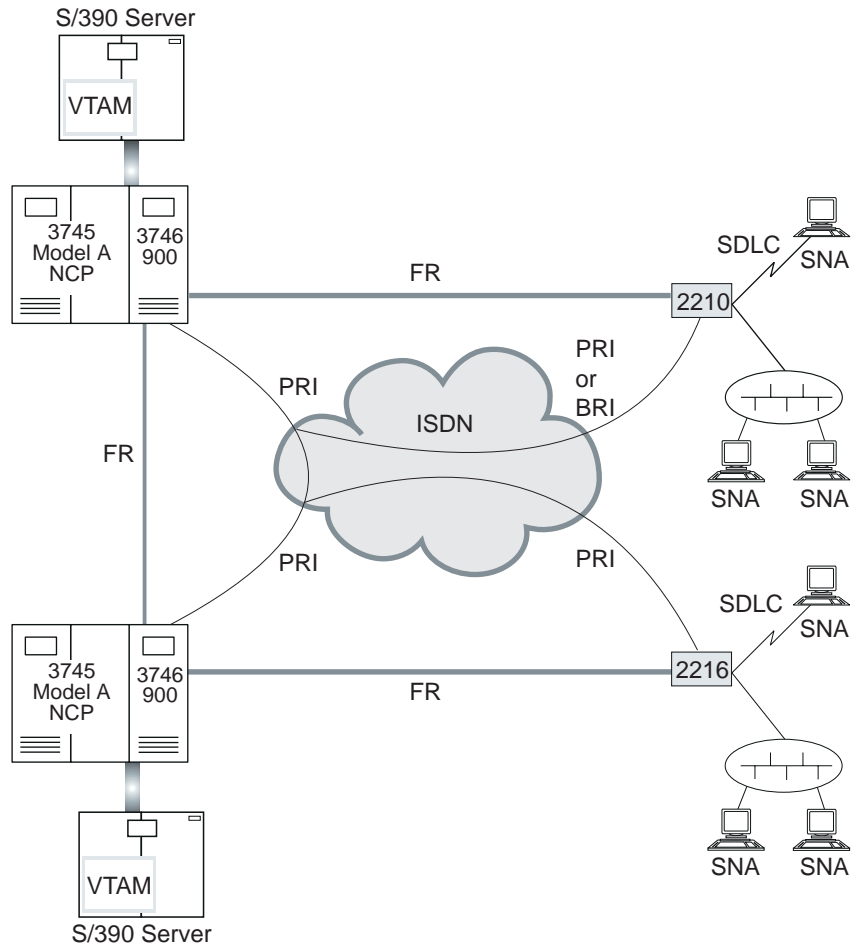 S/390 Server
VTAM
3745
Model A
NCP
3746
900
FR
2210
SDLC
SNA
PRI
PRI
or
BRI
ISDN
SNA
SNA
FR
PRI
PRI
SDLC
SNA
3745
Model A
NCP
3746
900
FR
2216
SNA
SNA
VTAM
S/390 Server